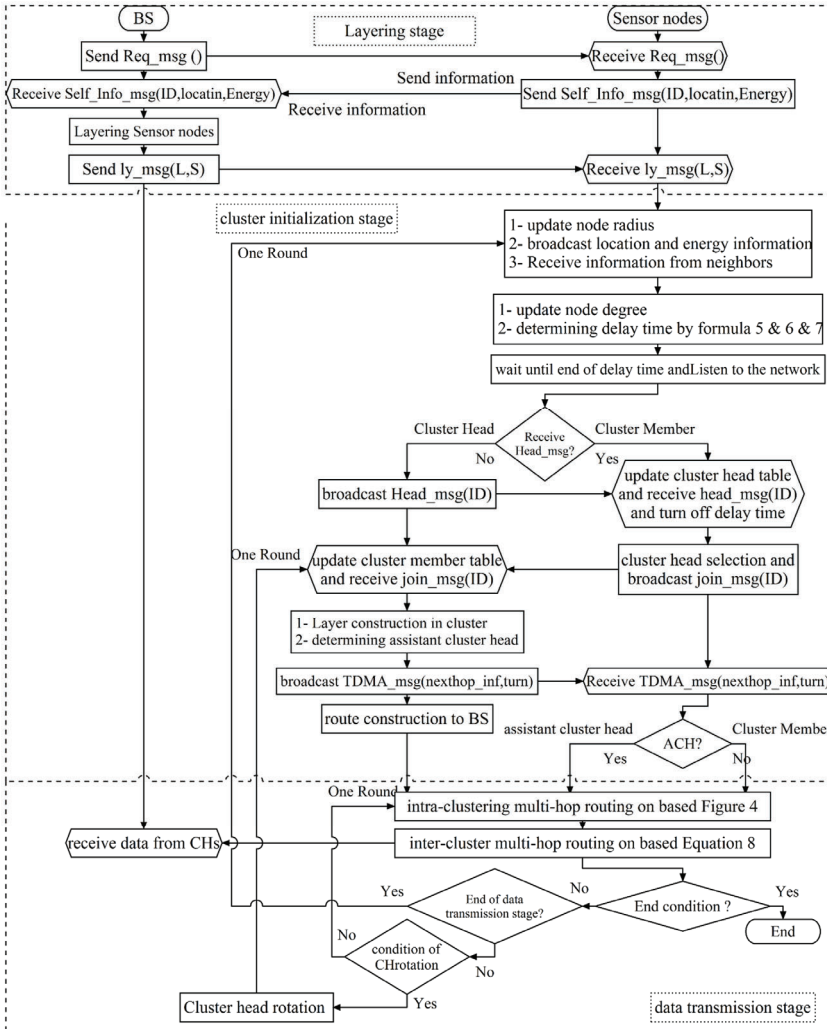 BS
Sensor nodes
Layering stage
Send Req_msg ()
Receive Req_msg()
Send information
Receive Self_Info_msg(ID,locatin,Energy)
Send Self_Info_msg(ID,locatin,Energy)
Receive information
Layering Sensor nodes
Send ly_msg(L,S)
Receive ly_msg(L,S)
cluster initialization stage
One Round
1- update node radius
2- broadcast location and energy information
3- Receive information from neighbors
1- update node degree
2- determining delay time by formula 5 & 6 & 7
wait until end of delay time andListen to the network
Cluster Head
Receive
Head_msg?
Cluster Member
No
Yes
broadcast Head_msg(ID)
update cluster head table
and receive head_msg(ID)
and turn off delay time
One Round
update cluster member table
and receive join_msg(ID)
cluster head selection and
broadcast join_msg(ID)
1- Layer construction in cluster
2- determining assistant cluster head
broadcast TDMA_msg(nexthop_inf,turn)
Receive TDMA_msg(nexthop_inf,turn)
route construction to BS
assistant cluster head
ACH?
Cluster Membe
Yes
No
One Round
intra-clustering multi-hop routing on based Figure 4
receive data from CHs
inter-cluster multi-hop routing on based Equation 8
Yes
End of data
transmission stage?
No
End condition ?
Yes
End
No
condition of
CHrotation
No
Yes
Cluster head rotation
data transmission stage